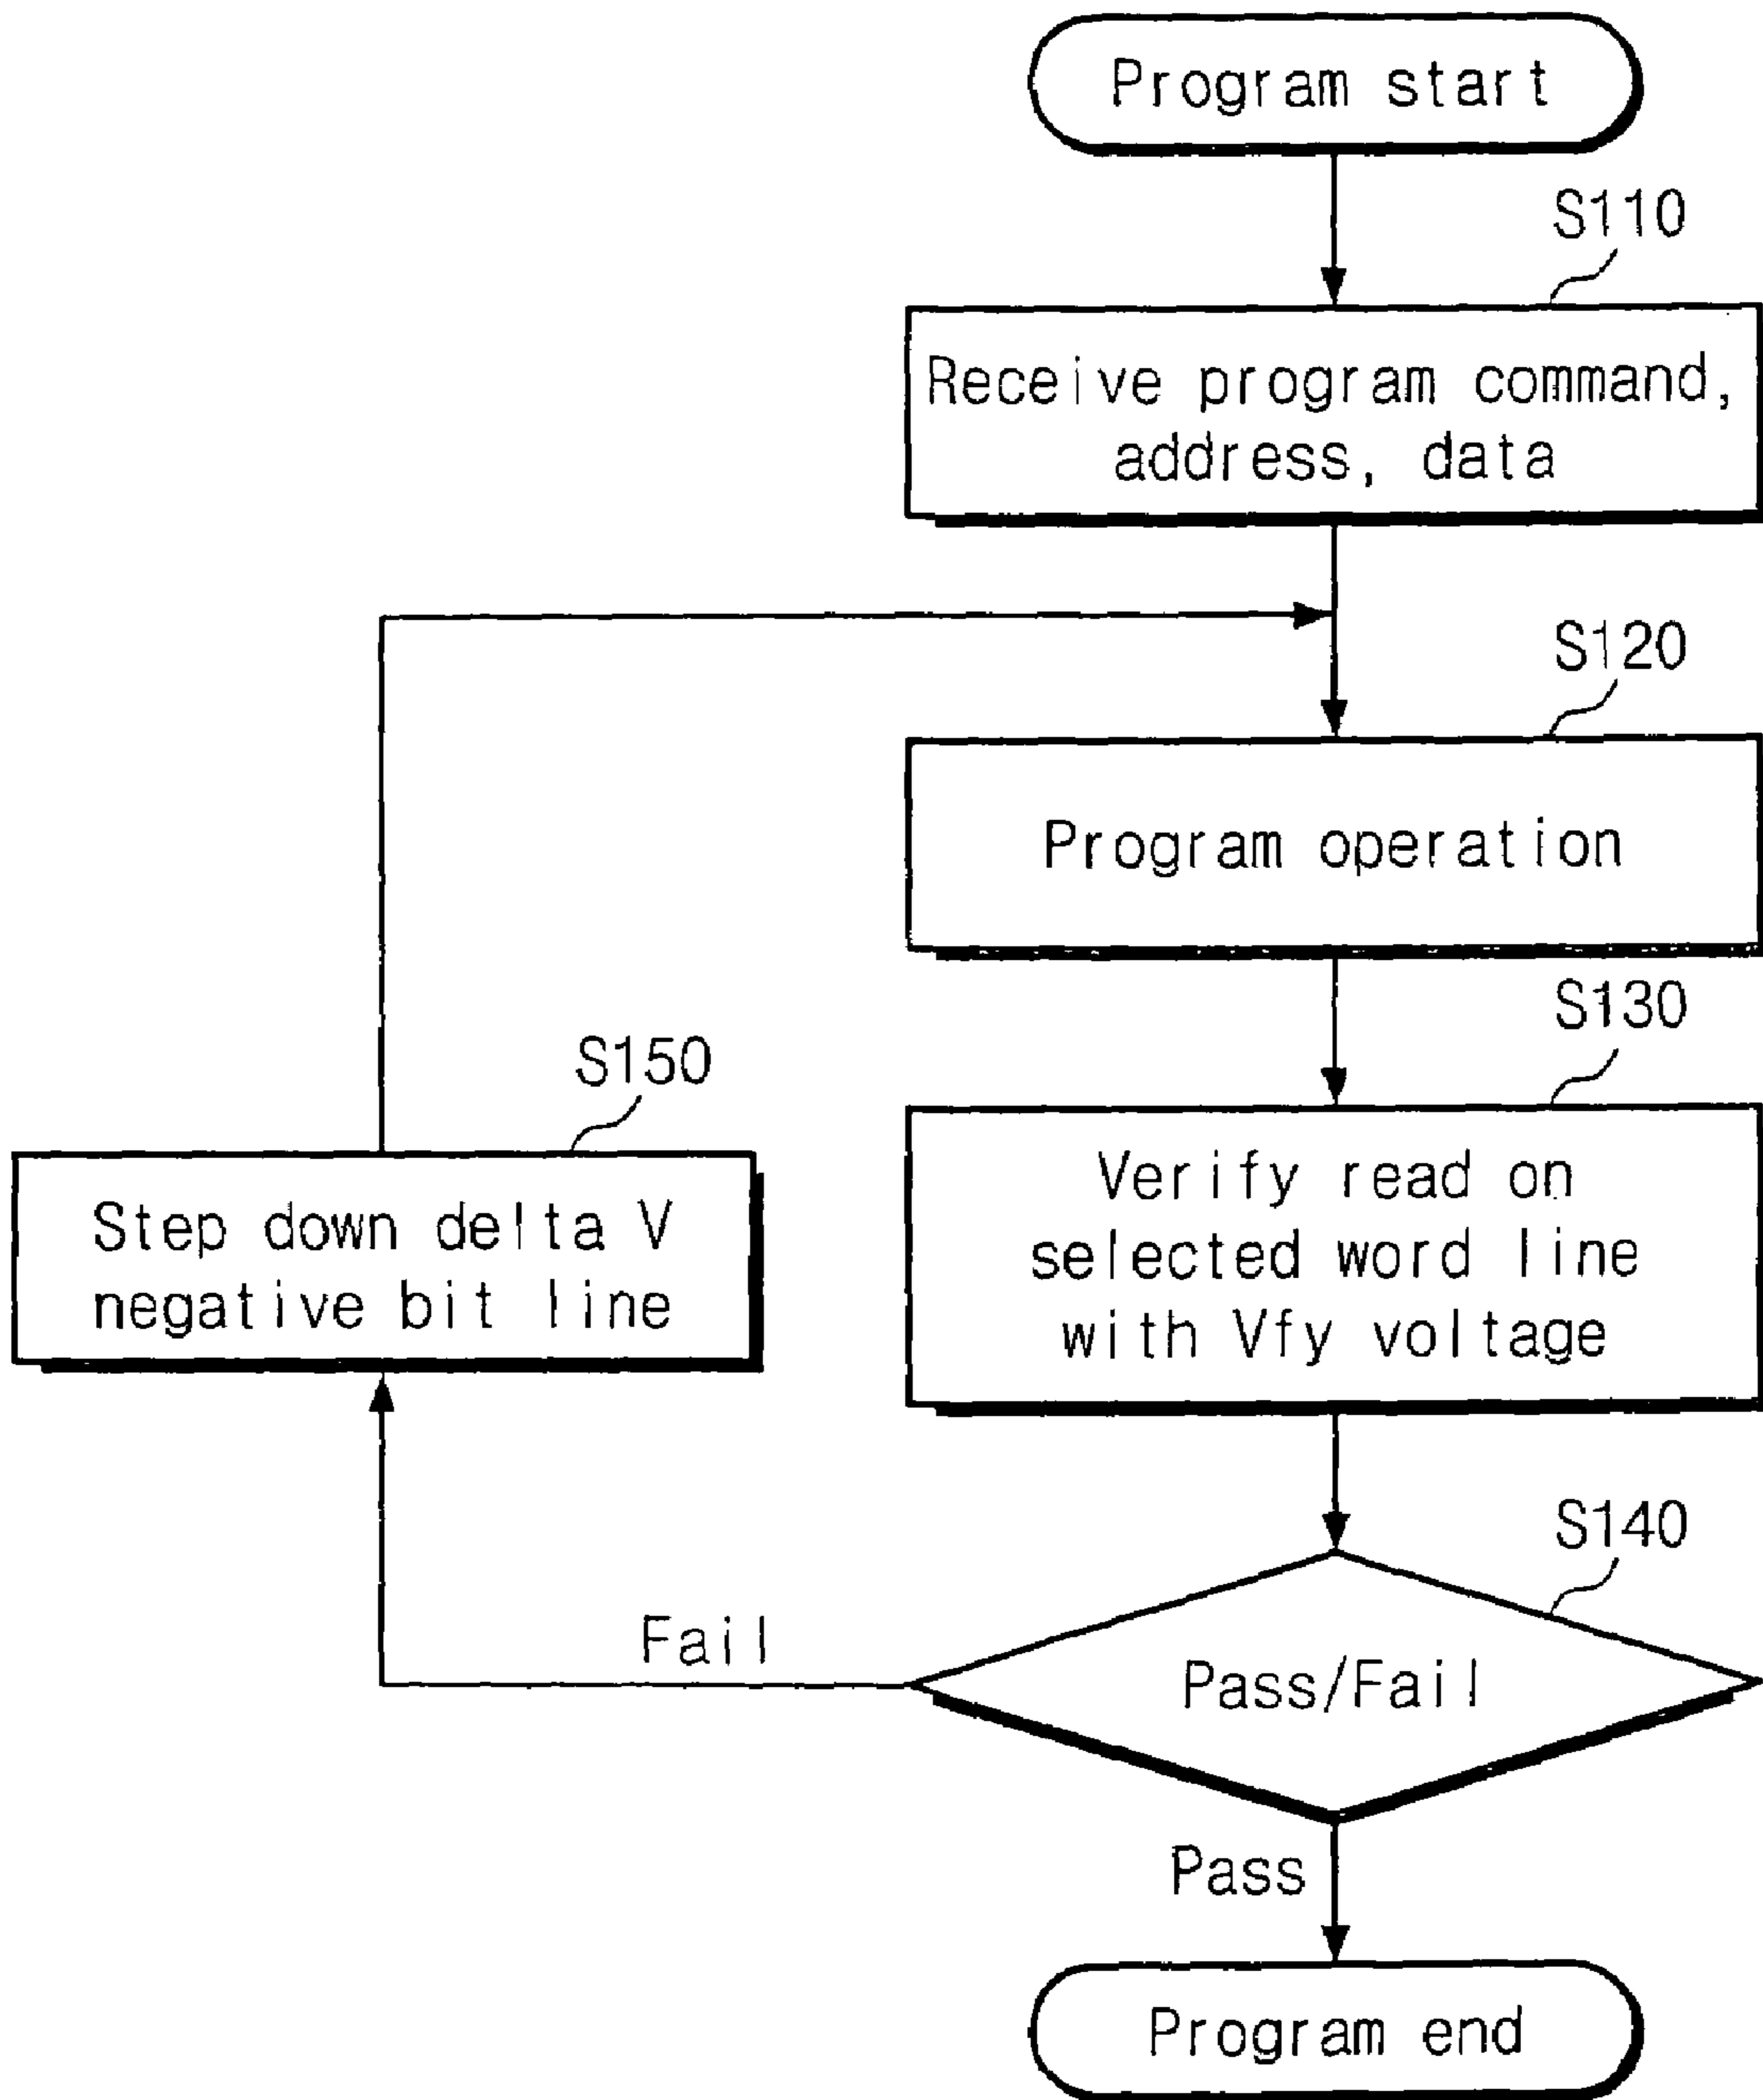 Program start
S110
Receive program command,
address, data
S120
Program operation
S130
Verify read on
selected word line
with Vfy voltage
S150
Step down delta V
negative bit line
S140
Pass/Fail
Fail
Pass
Program end